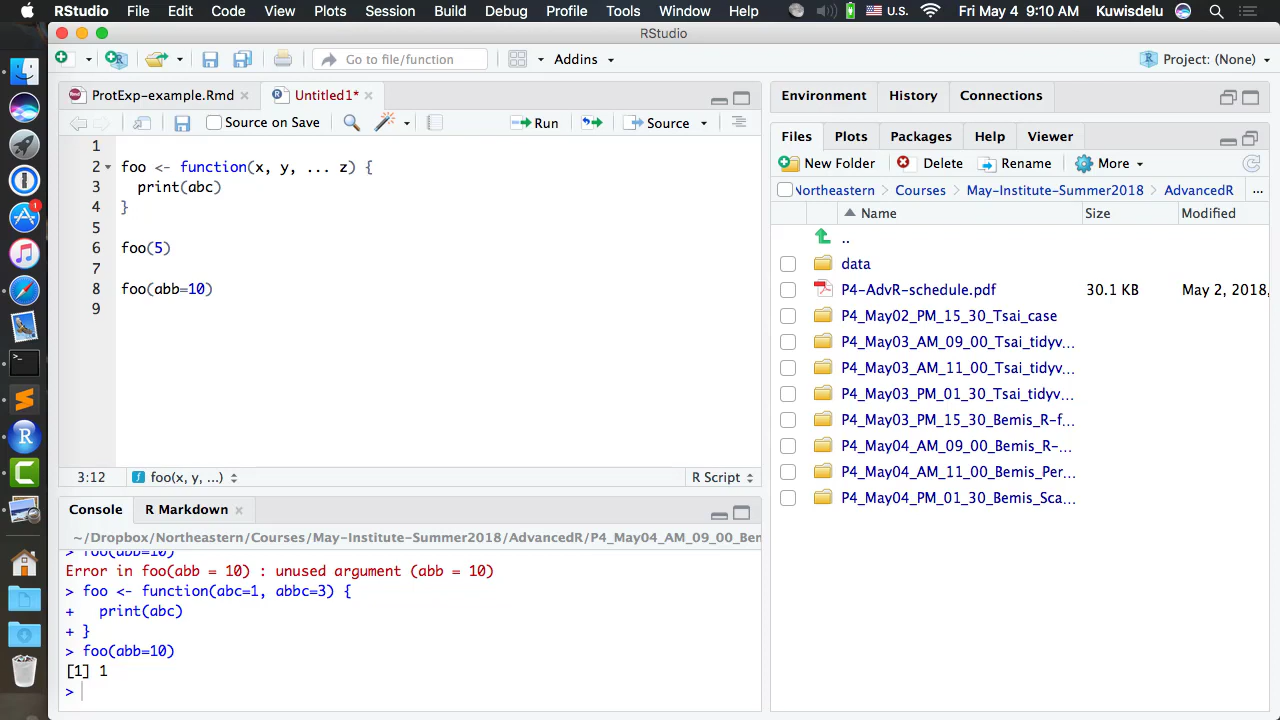 RStudio File Edit Code View Plots Session Build Debug Profile Tools Window Help U.S. Fri May 4 9:10 AM Kuwisdelu
RStudio
Go to file/function Addins Project: (None)
ProtExp-example.Rmd Untitled1*
Source on Save Run Source
1
2 foo <- function(x, y, ... z) {
3 print(abc)
4 }
5
6 foo(5)
7
8 foo(abb=10)
9
3:12 foo(x, y, ...) R Script
Console R Markdown
~/Dropbox/Northeastern/Courses/May-Institute-Summer2018/AdvancedR/P4_May04_AM_09_00_Bem
> foo(abb=10)
Error in foo(abb = 10) : unused argument (abb = 10)
> foo <- function(abc=1, abbc=3) {
+ print(abc)
+ }
> foo(abb=10)
[1] 1
>
Environment History Connections
Files Plots Packages Help Viewer
New Folder Delete Rename More
Northeastern > Courses > May-Institute-Summer2018 > AdvancedR ...
Name Size Modified
..
data
P4-AdvR-schedule.pdf 30.1 KB May 2, 2018,
P4_May02_PM_15_30_Tsai_case
P4_May03_AM_09_00_Tsai_tidyv...
P4_May03_AM_11_00_Tsai_tidyv...
P4_May03_PM_01_30_Tsai_tidyv...
P4_May03_PM_15_30_Bemis_R-f...
P4_May04_AM_09_00_Bemis_R-...
P4_May04_AM_11_00_Bemis_Per...
P4_May04_PM_01_30_Bemis_Sca...
1